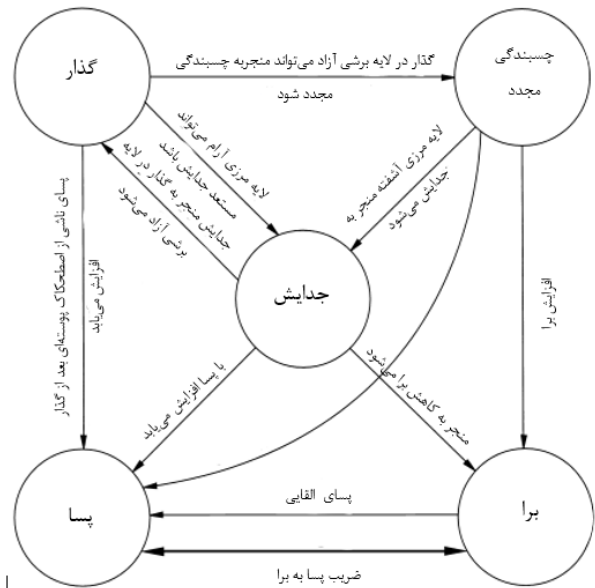 گذار
چسبندگی
مجدد
گذار در لایه برشی آزاد می‌تواند منجربه چسبندگی
مجدد شود
لایه مرزی آرام می‌تواند
مستعد جدایش باشد
جدایش منجر به گذار در لایه
برشی آزاد می‌شود
لایه مرزی آشفته منجر به
جدایش می‌شود
جدایش
پسای ناشی از اصطحکاک پوسته‌ای بعد از گذار
افزایش می‌یابد
افزایش برا
با پسا افزایش می‌یابد
منجر به کاهش برا می‌شود
پسا
برا
پسای القایی
ضریب پسا به برا